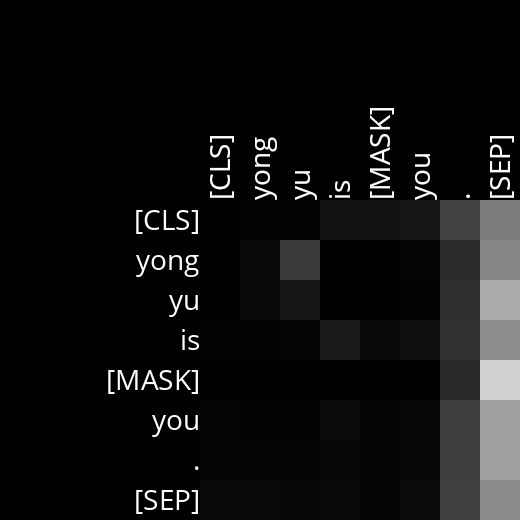 [CLS] yong yu is [MASK] you . [SEP]
[CLS]
yong
yu
is
[MASK]
you
.
[SEP]